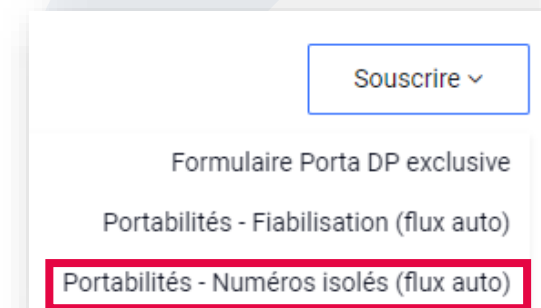 Souscrire
Formulaire Porta DP exclusive
Portabilités - Fiabilisation (flux auto)
Portabilités - Numéros isolés (flux auto)